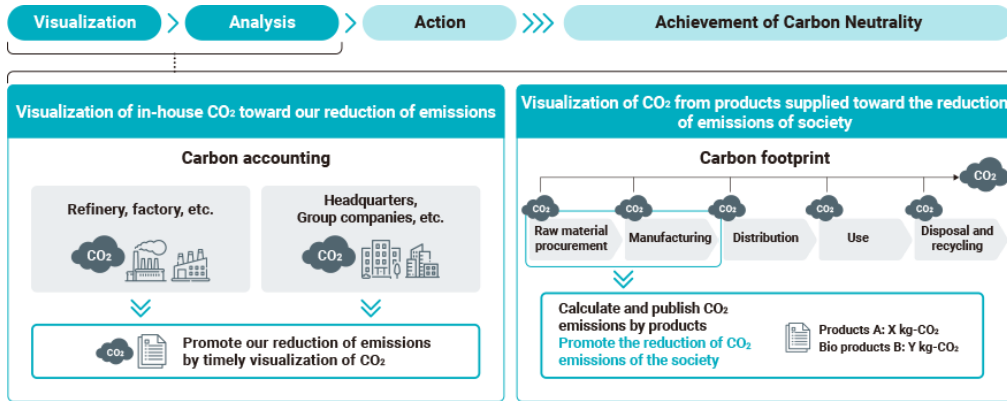 Visualization
Analysis
Action
Achievement of Carbon Neutrality
Visualization of in-house CO₂ toward our reduction of emissions
Carbon accounting
Refinery, factory, etc.
CO₂
Headquarters,
Group companies, etc.
CO₂
CO₂
Promote our reduction of emissions
by timely visualization of CO₂
Visualization of CO₂ from products supplied toward the reduction
of emissions of society
Carbon footprint
CO₂
CO₂
CO₂
CO₂
CO₂
CO₂
Raw material
procurement
Manufacturing
Distribution
Use
Disposal and
recycling
Calculate and publish CO₂
emissions by products
Promote the reduction of CO₂
emissions of the society
Products A: X kg-CO₂
Bio products B: Y kg-CO₂